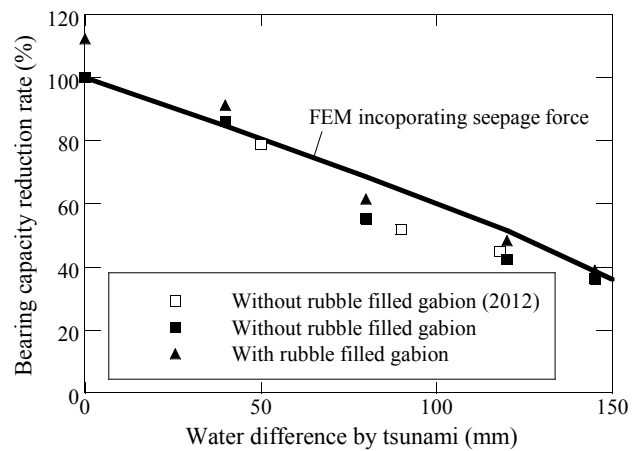 120
100
80
60
40
20
0
Bearing capacity reduction rate (%)
FEM incoporating seepage force
Without rubble filled gabion (2012)
Without rubble filled gabion
With rubble filled gabion
0 50 100 150
Water difference by tsunami (mm)